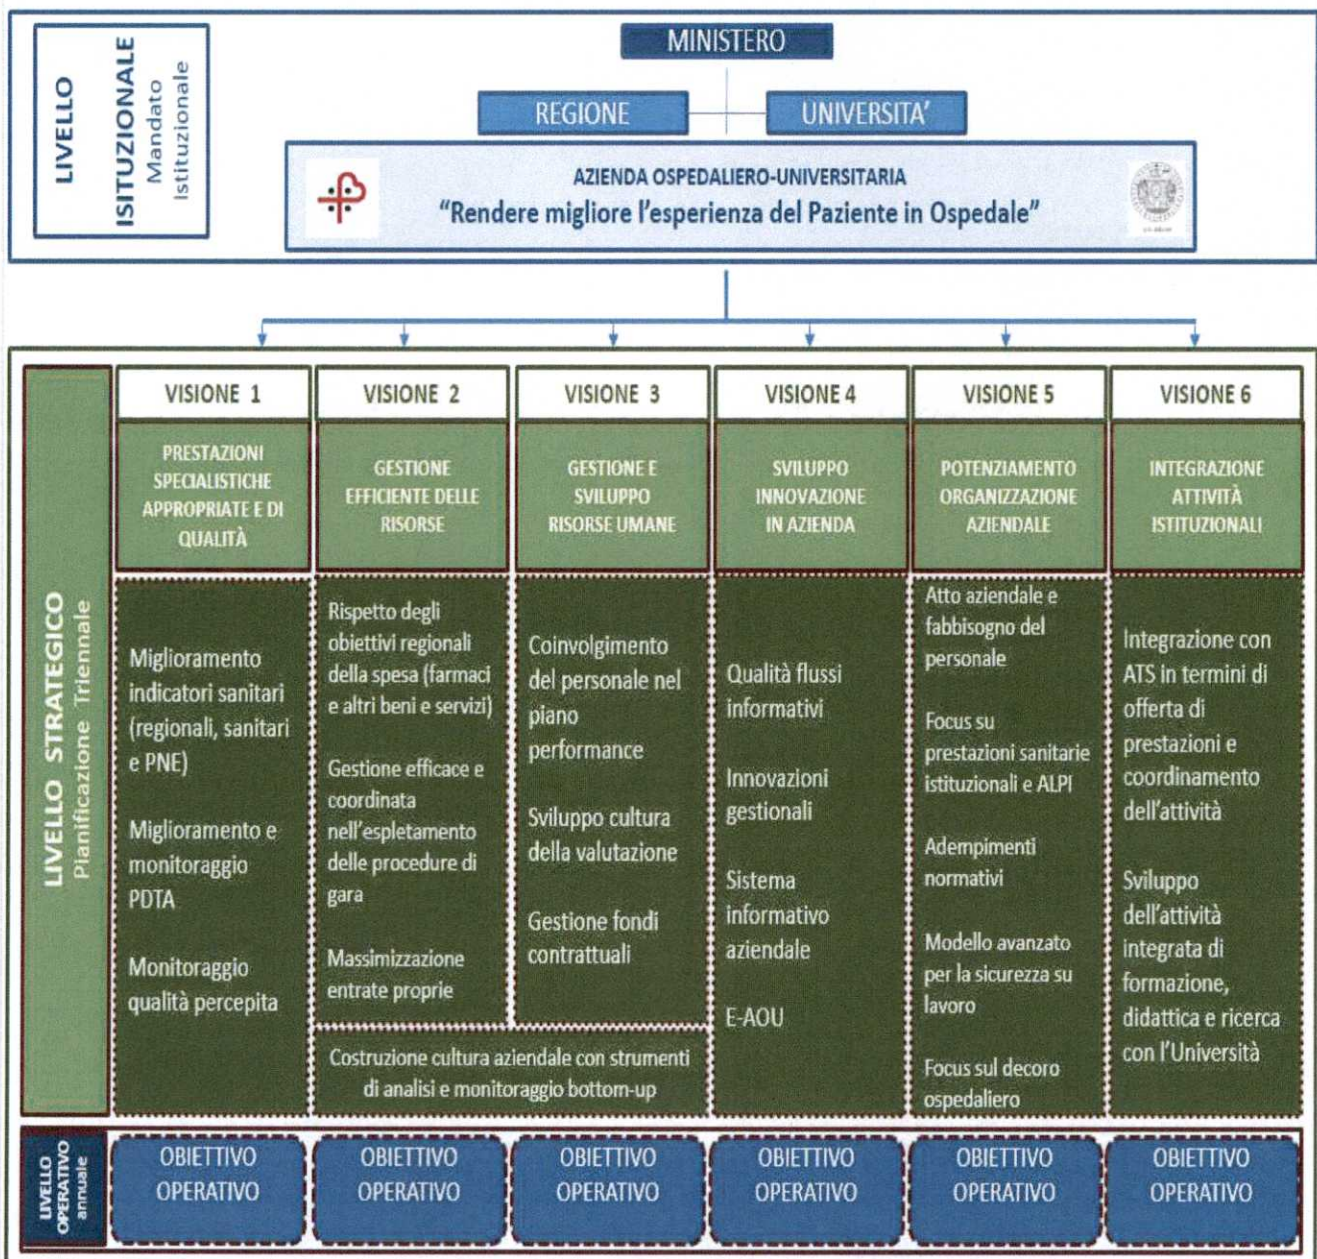 LIVELLO
ISITUZIONALE
Mandato
Istituzionale
MINISTERO
REGIONE
UNIVERSITA'
AZIENDA OSPEDALIERO-UNIVERSITARIA
“Rendere migliore l'esperienza del Paziente in Ospedale”
LIVELLO STRATEGICO
Pianificazione Triennale
VISIONE 1
PRESTAZIONI
SPECIALISTICHE
APPROPRIATE E DI
QUALITÀ
Miglioramento
indicatori sanitari
(regionali, sanitari
e PNE)
Miglioramento e
monitoraggio
PDTA
Monitoraggio
qualità percepita
VISIONE 2
GESTIONE
EFFICIENTE DELLE
RISORSE
Rispetto degli
obiettivi regionali
della spesa (farmaci
e altri beni e servizi)
Gestione efficace e
coordinata
nell'espletamento
delle procedure di
gara
Massimizzazione
entrate proprie
VISIONE 3
GESTIONE E
SVILUPPO
RISORSE UMANE
Coinvolgimento
del personale nel
piano
performance
Sviluppo cultura
della valutazione
Gestione fondi
contrattuali
Costruzione cultura aziendale con strumenti
di analisi e monitoraggio bottom-up
VISIONE 4
SVILUPPO
INNOVAZIONE
IN AZIENDA
Qualità flussi
informativi
Innovazioni
gestionali
Sistema
informativo
aziendale
E-AOU
VISIONE 5
POTENZIAMENTO
ORGANIZZAZIONE
AZIENDALE
Atto aziendale e
fabbisogno del
personale
Focus su
prestazioni sanitarie
istituzionali e ALPI
Adempimenti
normativi
Modello avanzato
per la sicurezza su
lavoro
Focus sul decoro
ospedaliero
VISIONE 6
INTEGRAZIONE
ATTIVITÀ
ISTITUZIONALI
Integrazione con
ATS in termini di
offerta di
prestazioni e
coordinamento
dell'attività
Sviluppo
dell'attività
integrata di
formazione,
didattica e ricerca
con l'Università
LIVELLO
OPERATIVO
annuale
OBIETTIVO
OPERATIVO
OBIETTIVO
OPERATIVO
OBIETTIVO
OPERATIVO
OBIETTIVO
OPERATIVO
OBIETTIVO
OPERATIVO
OBIETTIVO
OPERATIVO